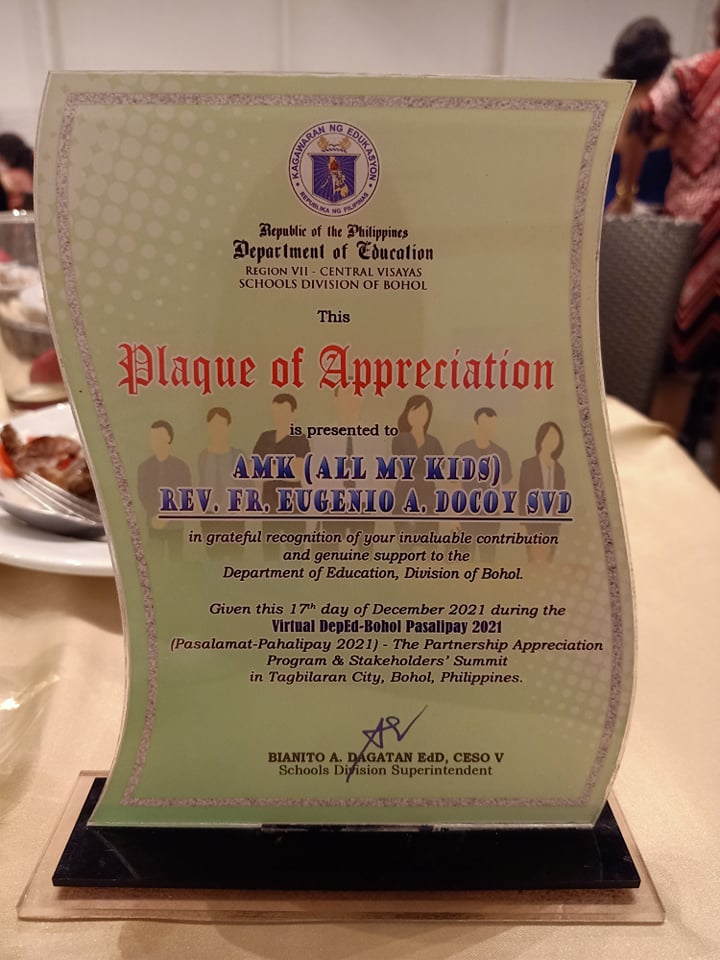 KAGAWARAN NG EDUKASYON
REPUBLIKA NG PILIPINAS
Republic of the Philippines
Department of Education
REGION VII - CENTRAL VISAYAS
SCHOOLS DIVISION OF BOHOL
This
Plaque of Appreciation
is presented to
AMK (ALL MY KIDS)
REV. FR. EUGENIO A. DOCOY SVD
in grateful recognition of your invaluable contribution
and genuine support to the
Department of Education, Division of Bohol.
Given this 17th day of December 2021 during the
Virtual DepEd-Bohol Pasalipay 2021
(Pasalamat-Pahalipay 2021) - The Partnership Appreciation
Program & Stakeholders' Summit
in Tagbilaran City, Bohol, Philippines.
BIANITO A. DAGATAN EdD, CESO V
Schools Division Superintendent